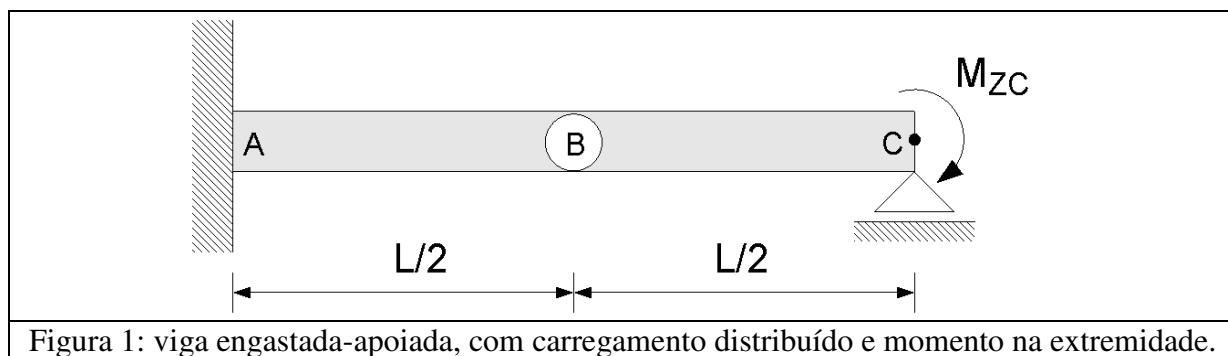 M_ZC
A
B
C
L/2
L/2
Figura 1: viga engastada-apoiada, com carregamento distribuído e momento na extremidade.